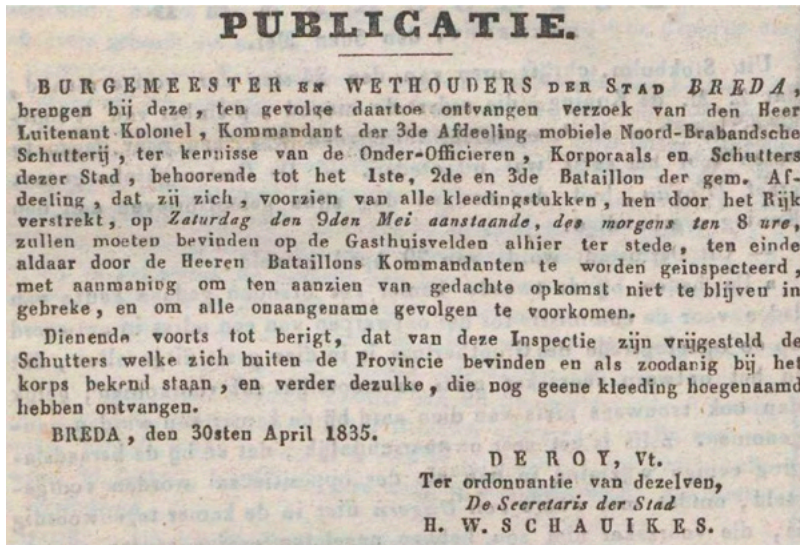 PUBLICATIE.
BURGEMEESTER EN WETHOUDERS DER STAD BREDA,
brengen bij deze, ten gevolge daartoe ontvangen verzoek van den Heer
Luitenant-Kolonel, Kommandant der 3de Afdeeling mobiele Noord-Brabandsche
Schutterij, ter kennisse van de Onder-Officieren, Korporaals en Schutters
dezer Stad, behoorende tot het 1ste, 2de en 3de Bataillon der gem. Af-
deeling, dat zij zich, voorzien van alle kleedingstukken, hen door het Rijk
verstrekt, op Zaturdag den 9den Mei aanstaande, des morgens ten 8 ure,
zullen moeten bevinden op de Gasthuisvelden alhier ter stede, ten einde
aldaar door de Heeren Bataillons Kommandanten te worden geinspecteerd,
met aanmaning om ten aanzien van gedachte opkomst niet te blijven in
gebreke, en om alle onaangename gevolgen te voorkomen.
Dienende voorts tot berigt, dat van deze Inspectie zijn vrijgesteld de
Schutters welke zich buiten de Provincie bevinden en als zoodanig bij het
korps bekend staan, en verder dezulke, die nog geene kleeding hoegenaamd
hebben ontvangen.
BREDA, den 30sten April 1835.
DE ROY, Vt.
Ter ordonnantie van dezelven,
De Secretaris der Stad
H. W. SCHAUIKES.